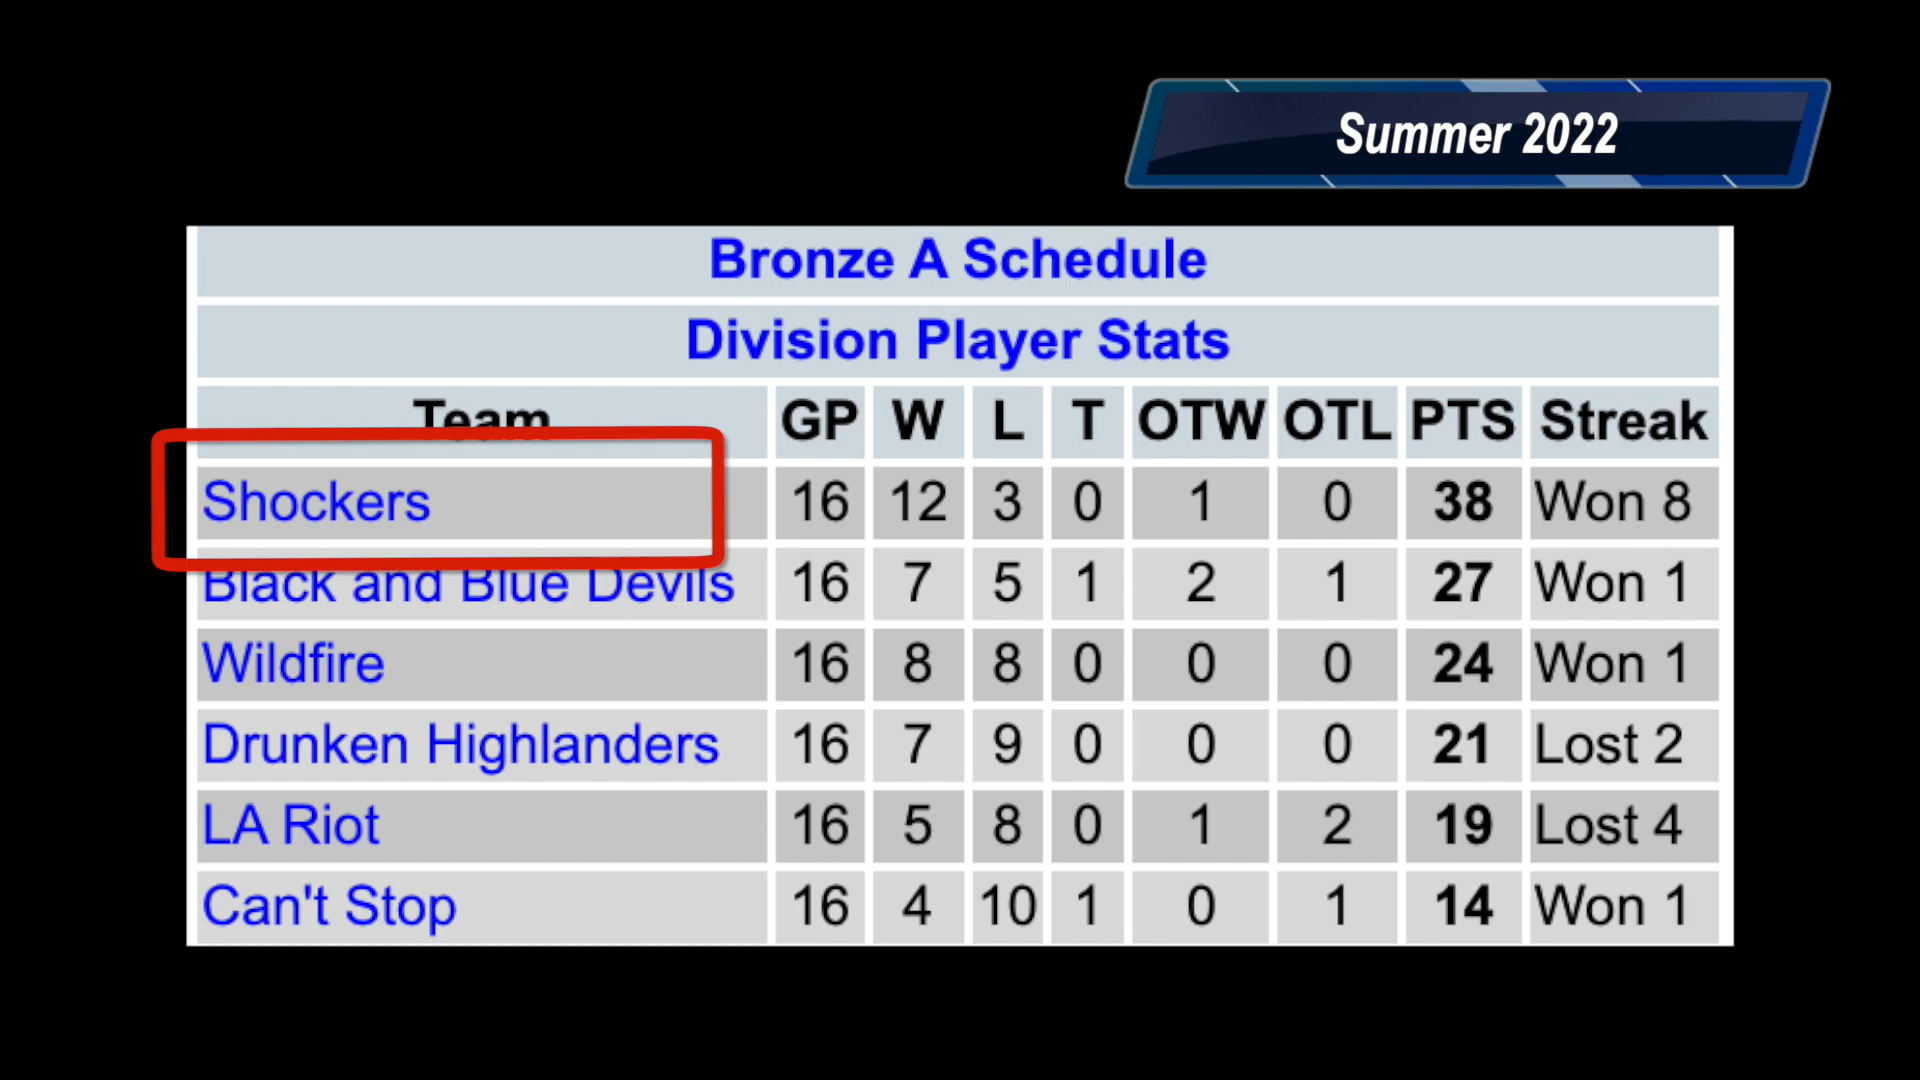 Summer 2022
Bronze A Schedule
Division Player Stats
Team GP W L T OTW OTL PTS Streak
Shockers 16 12 3 0 1 0 38 Won 8
Black and Blue Devils 16 7 5 1 2 1 27 Won 1
Wildfire 16 8 8 0 0 0 24 Won 1
Drunken Highlanders 16 7 9 0 0 0 21 Lost 2
LA Riot 16 5 8 0 1 2 19 Lost 4
Can't Stop 16 4 10 1 0 1 14 Won 1